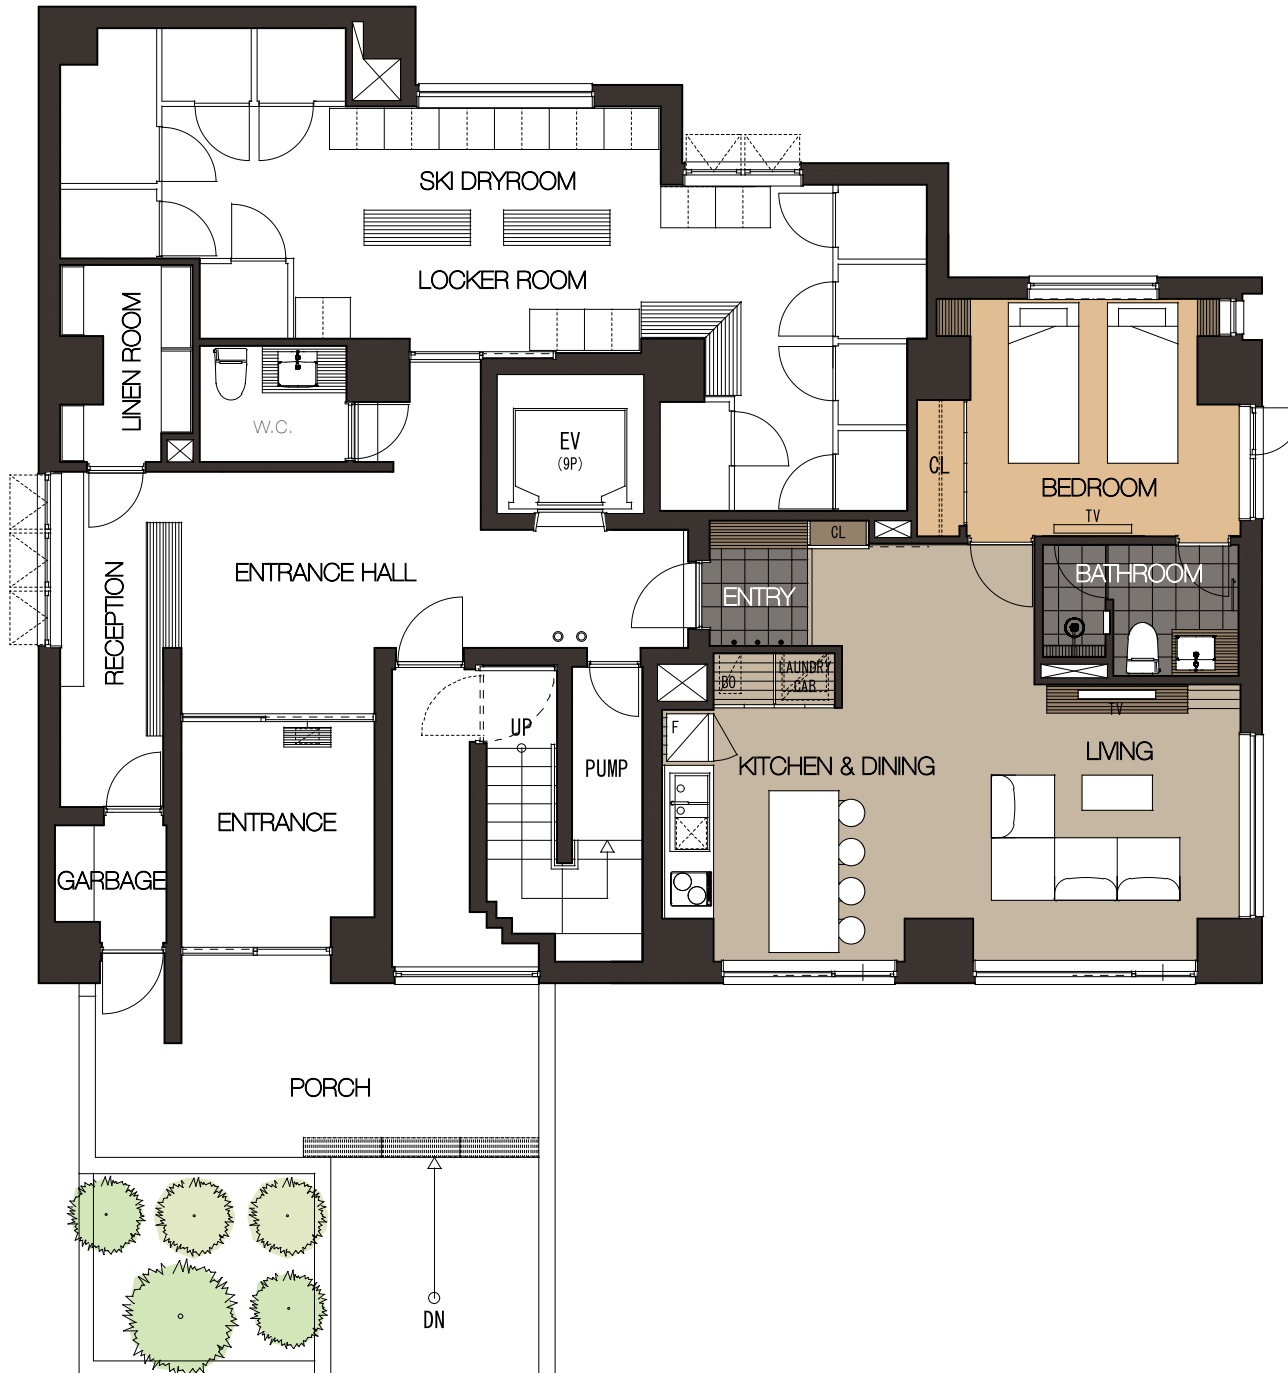 SKI DRYROOM
LOCKER ROOM
LINEN ROOM
W.C.
EV
(9P)
CL
BEDROOM
TV
CL
ENTRANCE HALL
RECEPTION
ENTRY
BATHROOM
BO
LAUNDRY
CAB
TV
F
UP
PUMP
KITCHEN & DINING
LIVING
ENTRANCE
GARBAGE
PORCH
DN